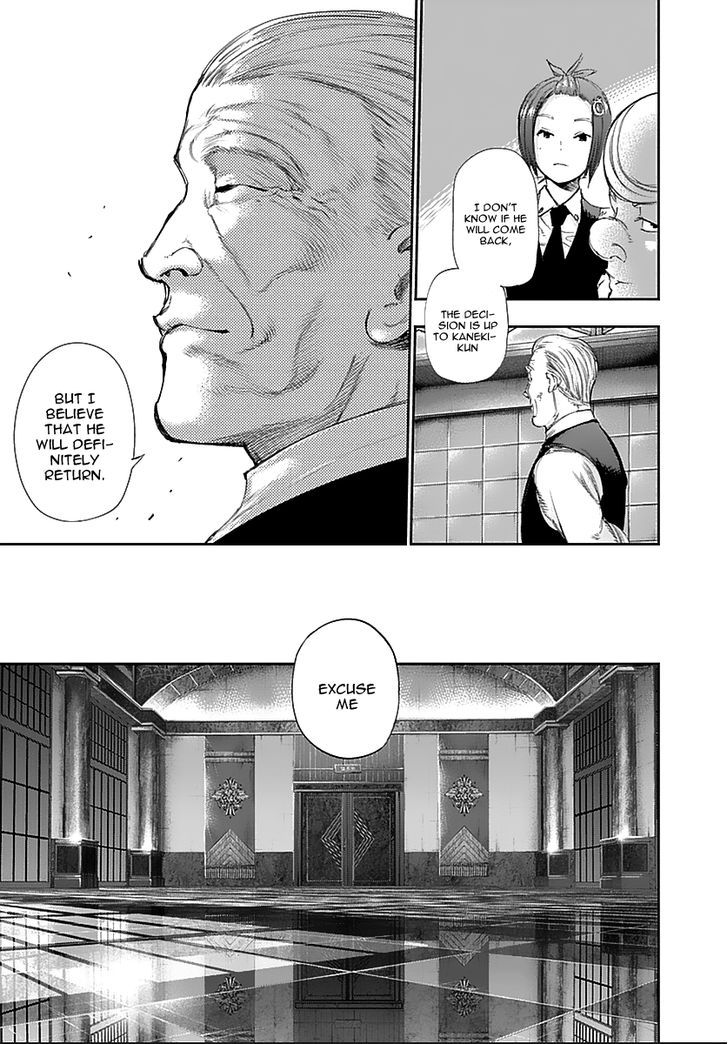 I DON'T
KNOW IF HE
WILL COME
BACK,
THE DECI-
SION IS UP
TO KANEKI-
KUN
BUT I
BELIEVE
THAT HE
WILL DEFI-
NITELY
RETURN.
EXCUSE
ME